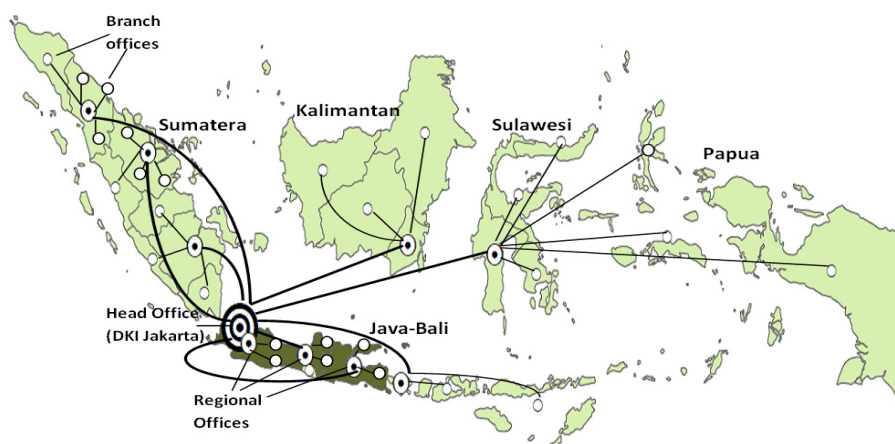 Branch
offices
Sumatera
Kalimantan
Sulawesi
Papua
Head Office
(DKI Jakarta)
Java-Bali
Regional
Offices